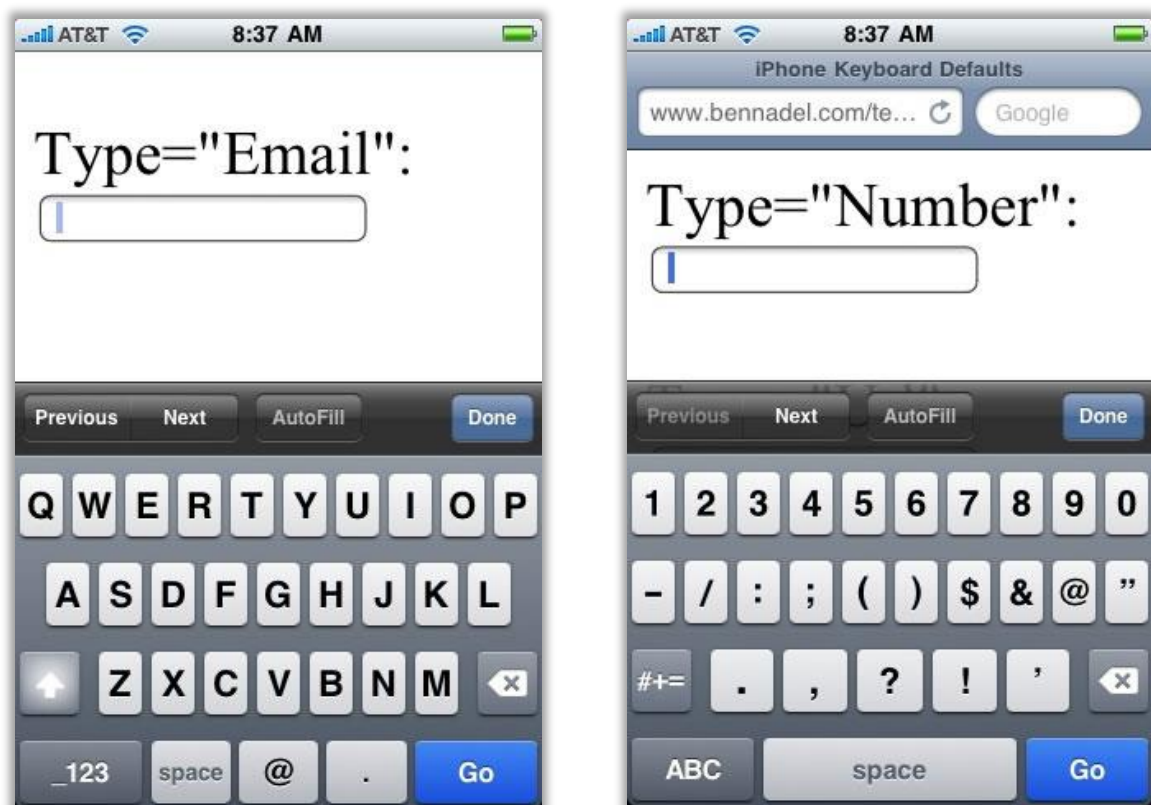 AT&T 8:37 AM
Type="Email":
Previous Next AutoFill Done
Q W E R T Y U I O P
A S D F G H J K L
Z X C V B N M
_123 space @ . Go
AT&T 8:37 AM
iPhone Keyboard Defaults
www.bennadel.com/te... Google
Type="Number":
Previous Next AutoFill Done
1 2 3 4 5 6 7 8 9 0
- / : ; ( ) $ & @ ”
#+= . , ? ! ’
ABC space Go